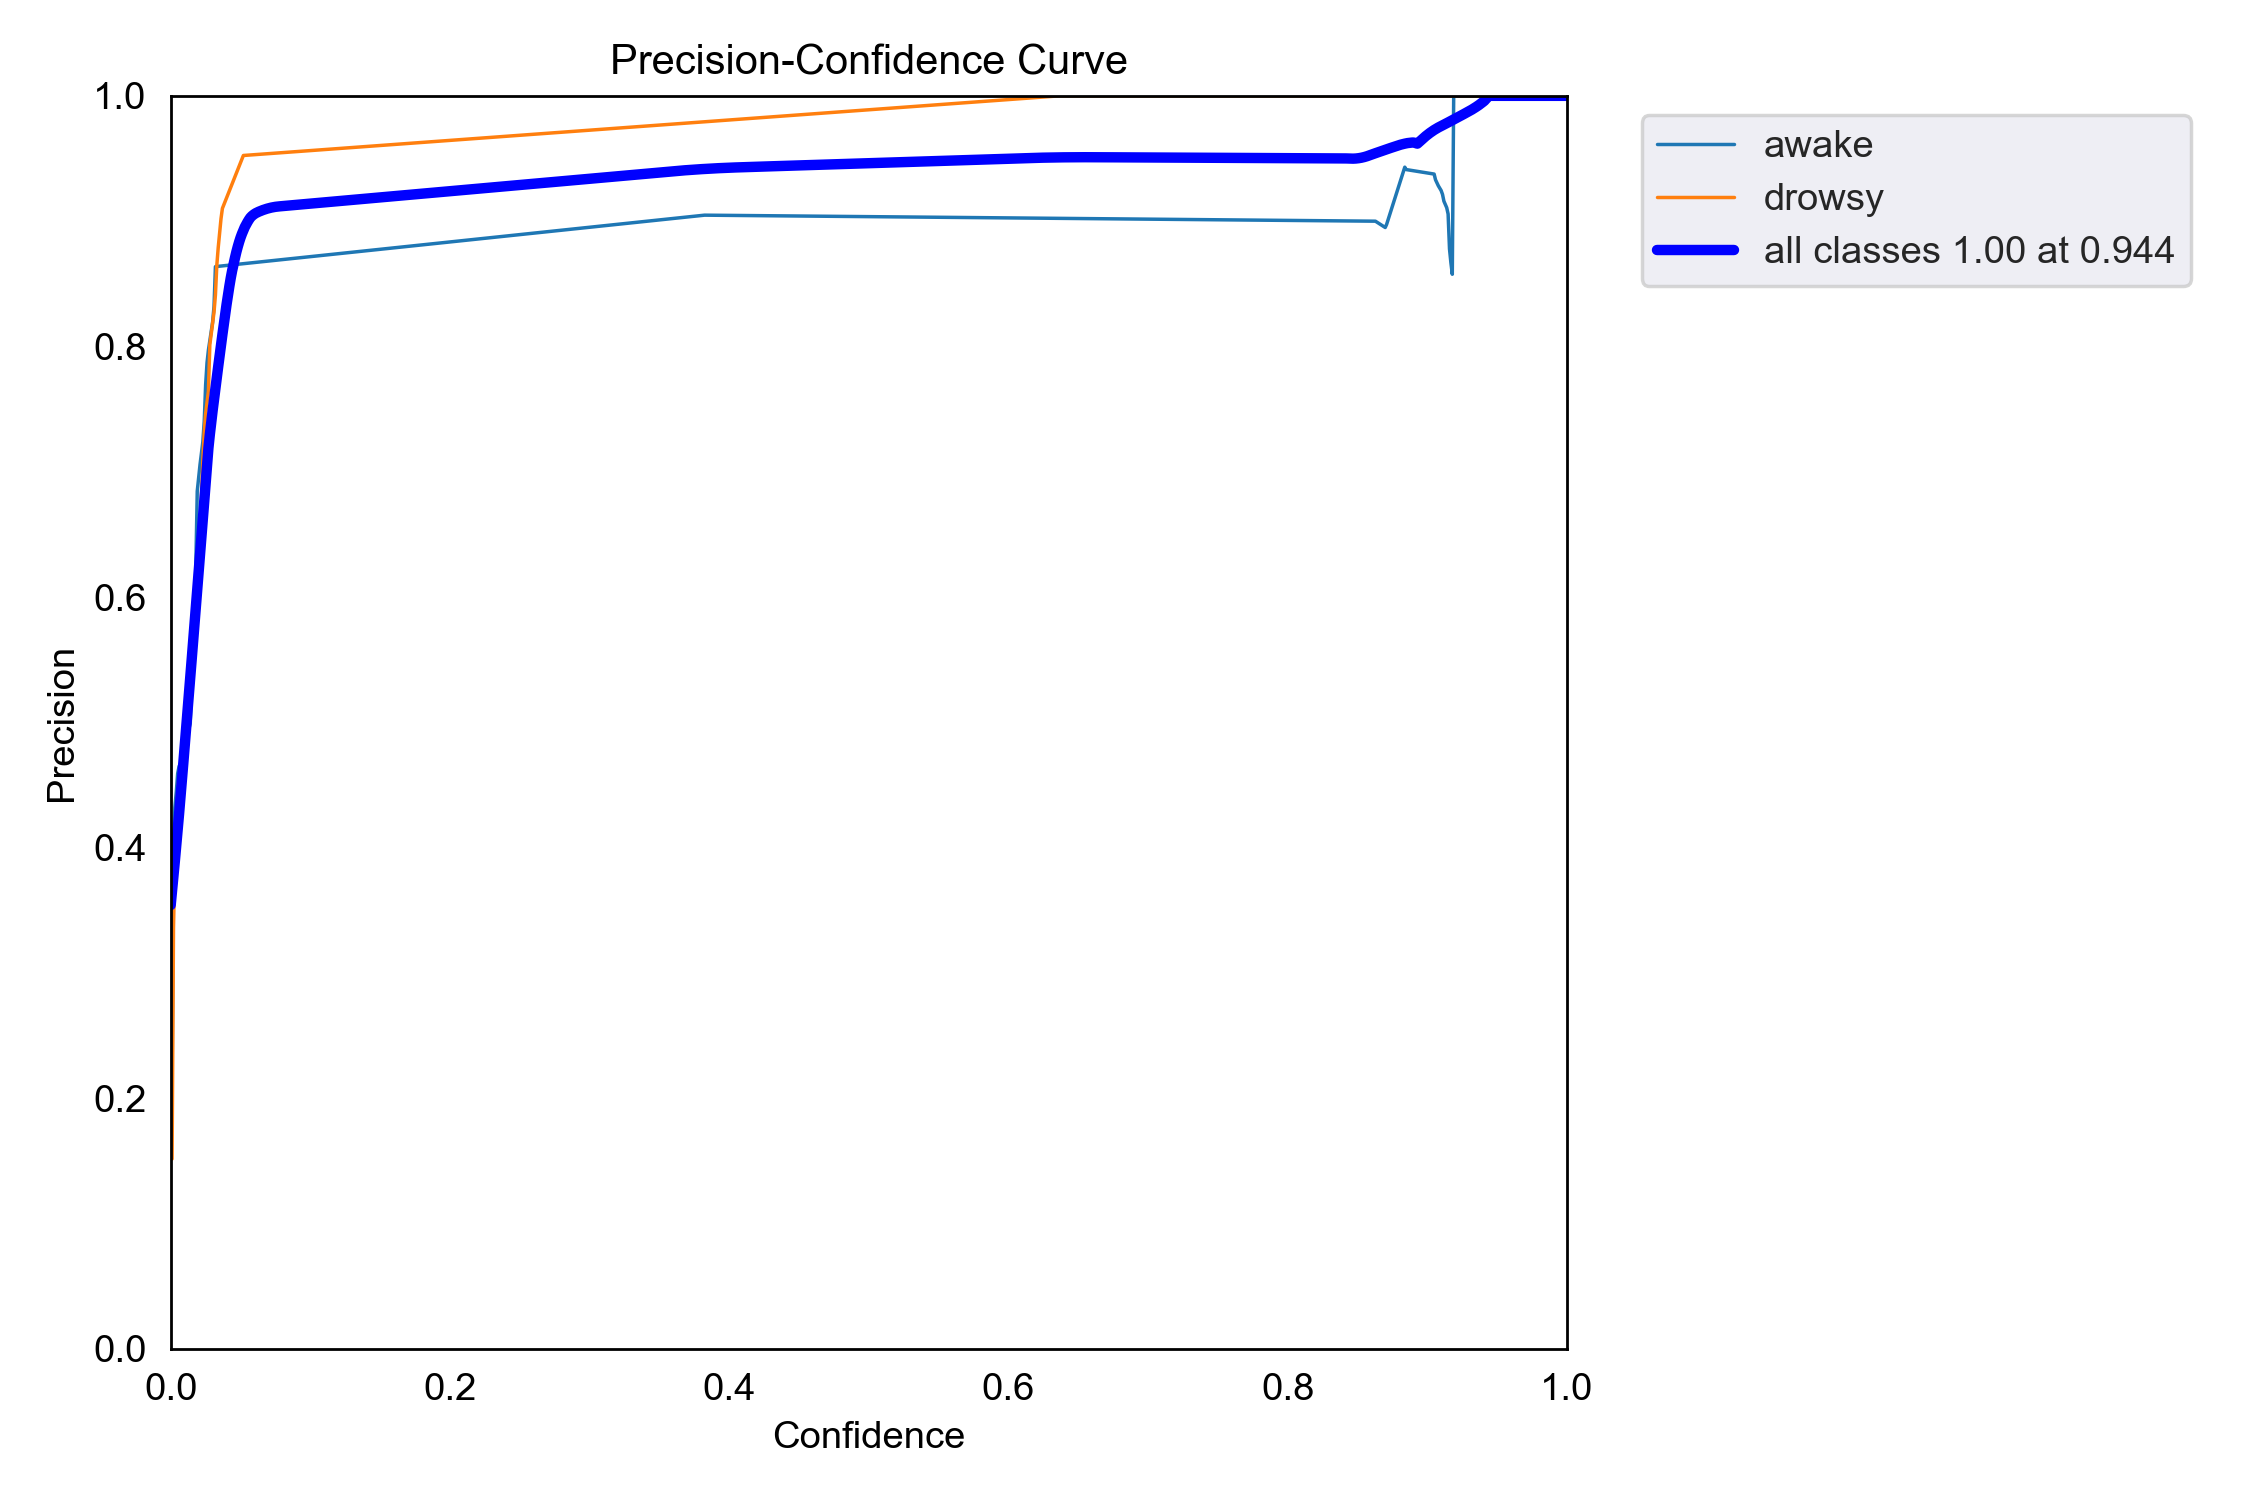 Precision-Confidence Curve
1.0
0.8
0.6
0.4
0.2
0.0
Precision
0.0 0.2 0.4 0.6 0.8 1.0
Confidence
awake
drowsy
all classes 1.00 at 0.944